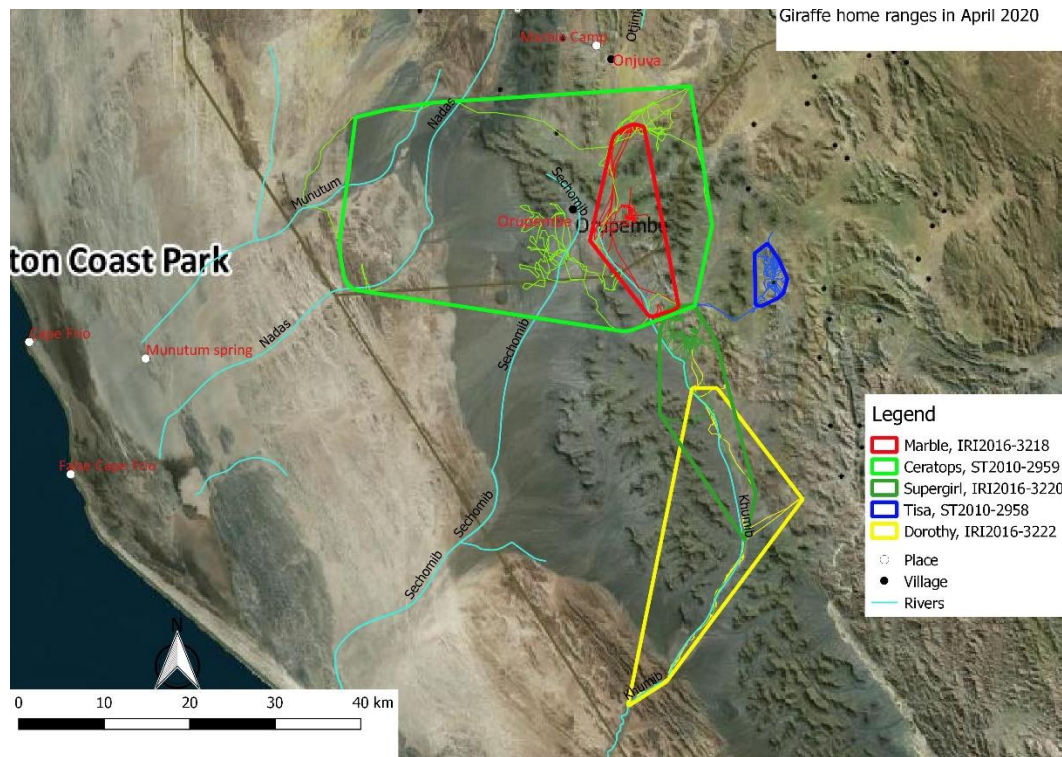 Giraffe home ranges in April 2020
Marble Camp
Onjuva
Nadas
Munutum
Sechomib
Orupembe
Orupembe
ton Coast Park
Cape Frio
Nadas
Munutum spring
Sechomib
False Cape Frio
Sechomib
Sechomib
Khumib
Khumib
Legend
Marble, IRI2016-3218
Ceratops, ST2010-2959
Supergirl, IRI2016-3220
Tisa, ST2010-2958
Dorothy, IRI2016-3222
Place
Village
Rivers
N
0 10 20 30 40 km